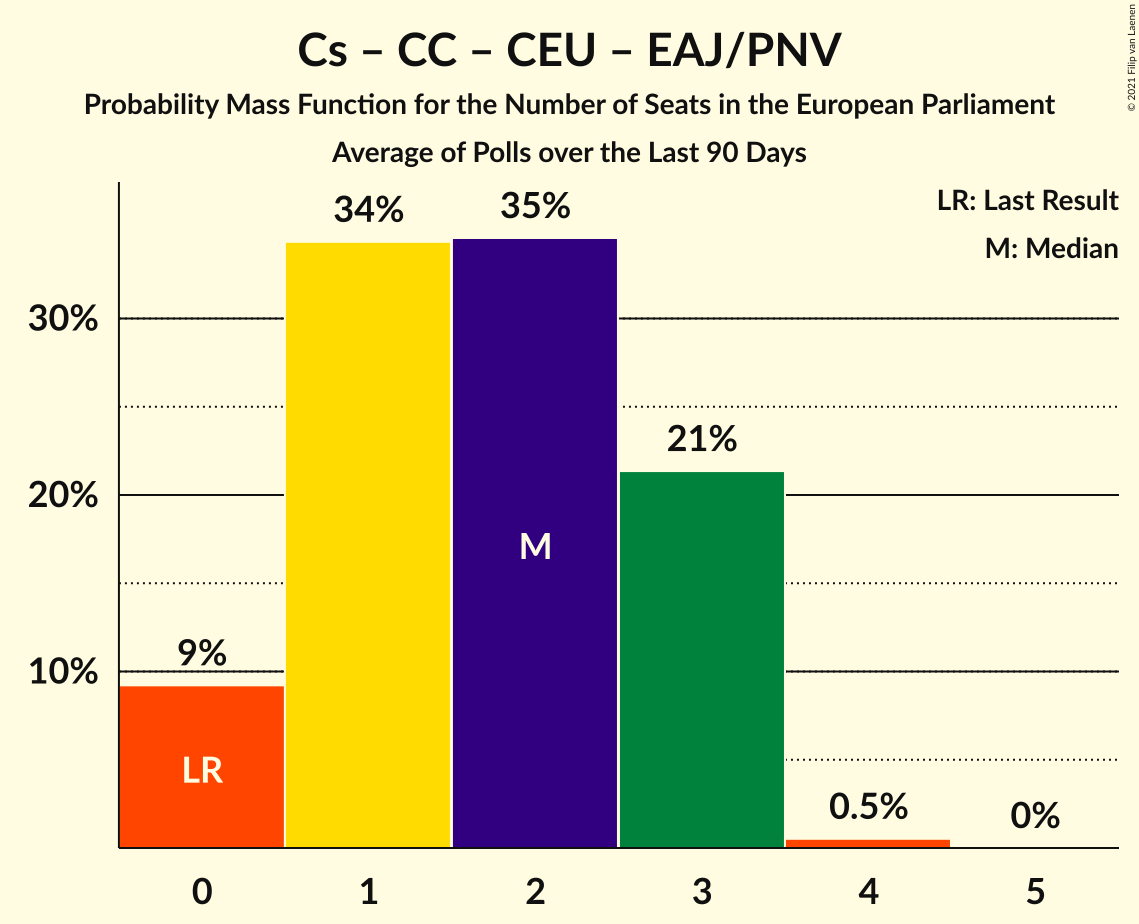 Cs – CC – CEU – EAJ/PNV
Probability Mass Function for the Number of Seats in the European Parliament
Average of Polls over the Last 90 Days
© 2021 Filip van Laenen
LR: Last Result
M: Median
34%
35%
30%
21%
20%
M
9%
10%
LR
0.5%
0%
0 1 2 3 4 5